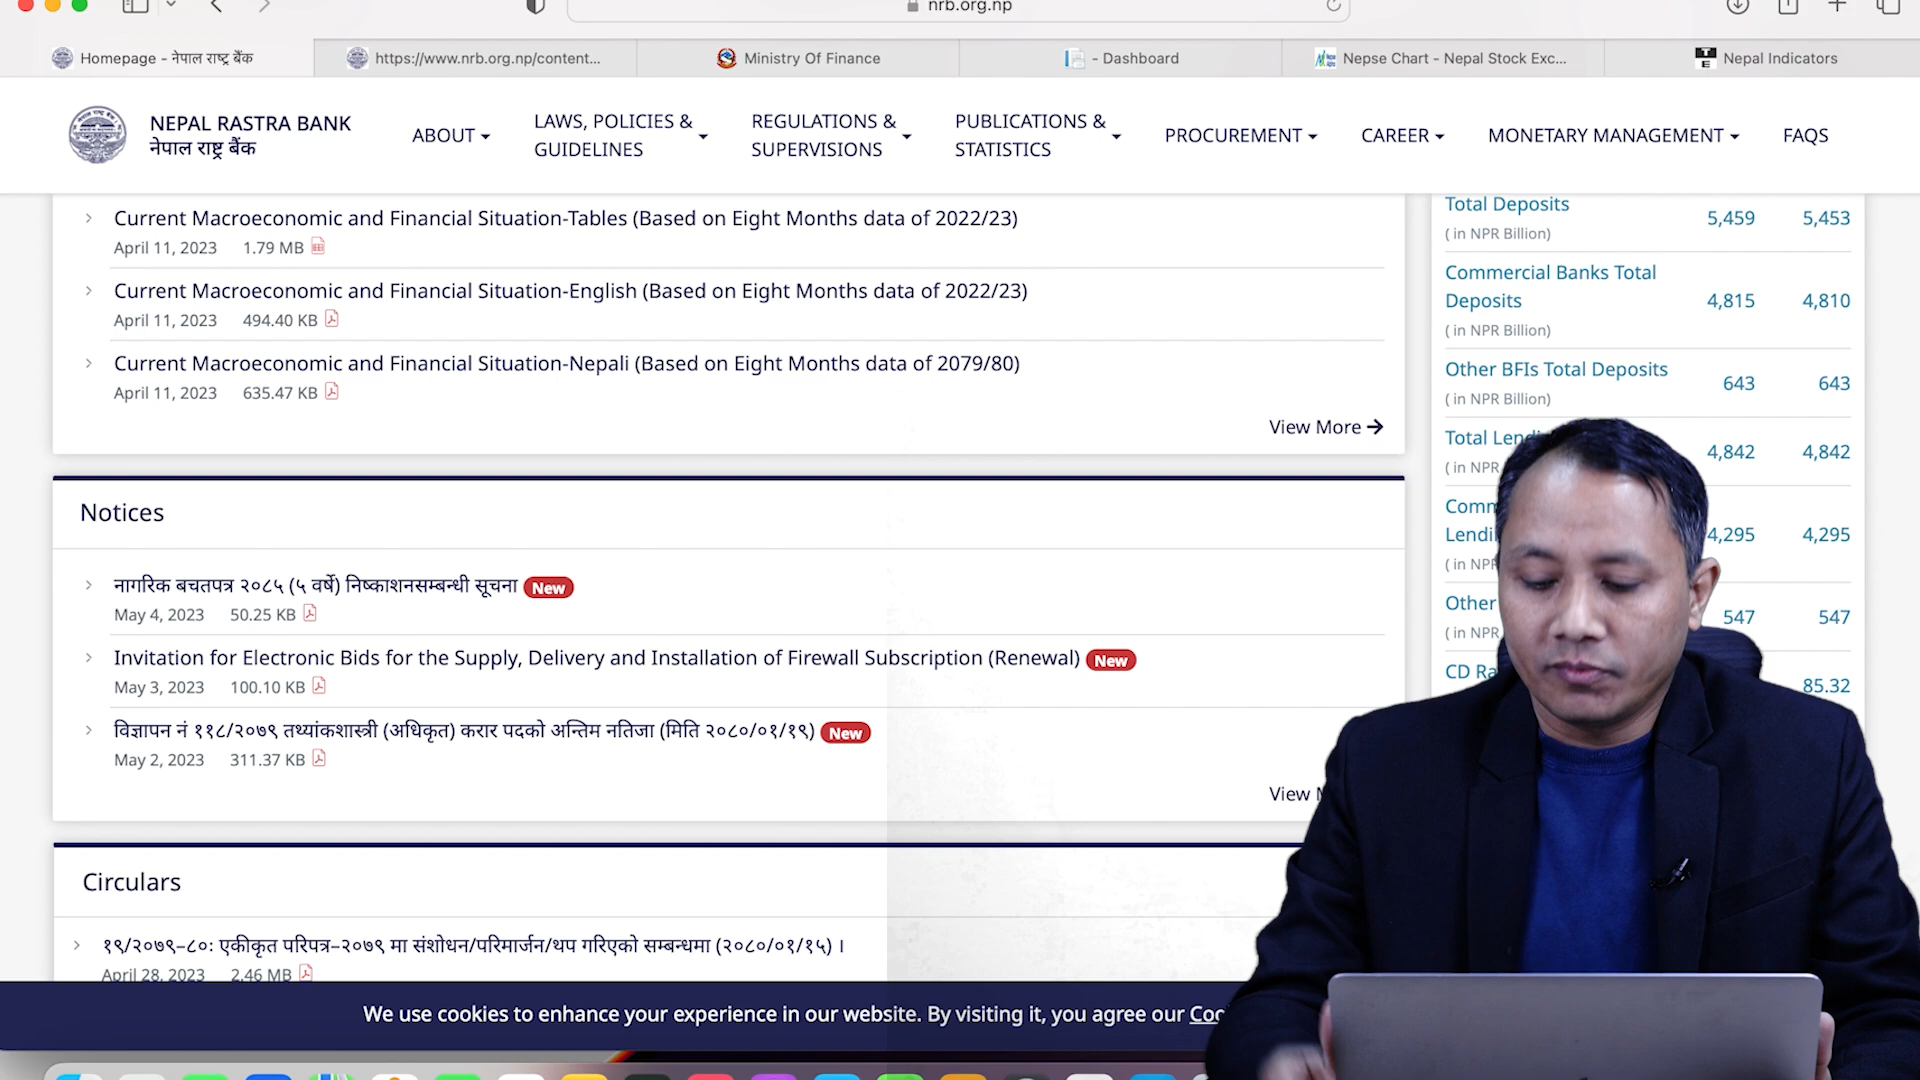 nrb.org.np
Homepage - नेपाल राष्ट्र बैंक
https://www.nrb.org.np/content...
Ministry Of Finance
- Dashboard
Nepse Chart - Nepal Stock Exc...
Nepal Indicators
NEPAL RASTRA BANK
नेपाल राष्ट्र बैंक
ABOUT
LAWS, POLICIES &
GUIDELINES
REGULATIONS &
SUPERVISIONS
PUBLICATIONS &
STATISTICS
PROCUREMENT
CAREER
MONETARY MANAGEMENT
FAQS
Current Macroeconomic and Financial Situation-Tables (Based on Eight Months data of 2022/23)
April 11, 2023 1.79 MB
Current Macroeconomic and Financial Situation-English (Based on Eight Months data of 2022/23)
April 11, 2023 494.40 KB
Current Macroeconomic and Financial Situation-Nepali (Based on Eight Months data of 2079/80)
April 11, 2023 635.47 KB
View More
Notices
नागरिक बचतपत्र २०८५ (५ वर्षे) निष्काशनसम्बन्धी सूचना New
May 4, 2023 50.25 KB
Invitation for Electronic Bids for the Supply, Delivery and Installation of Firewall Subscription (Renewal) New
May 3, 2023 100.10 KB
विज्ञापन नं ११८/२०७९ तथ्यांकशास्त्री (अधिकृत) करार पदको अन्तिम नतिजा (मिति २०८०/०१/१९) New
May 2, 2023 311.37 KB
View
Circulars
१९/२०७९–८०: एकीकृत परिपत्र–२०७९ मा संशोधन/परिमार्जन/थप गरिएको सम्बन्धमा (२०८०/०१/१५) ।
April 28, 2023 2.46 MB
We use cookies to enhance your experience in our website. By visiting it, you agree our
Total Deposits 5,459 5,453
( in NPR Billion)
Commercial Banks Total
Deposits 4,815 4,810
( in NPR Billion)
Other BFIs Total Deposits 643 643
( in NPR Billion)
Total 4,842 4,842
( in NPR
4,295 4,295
Other 547 547
( in NPR
CD 85.32